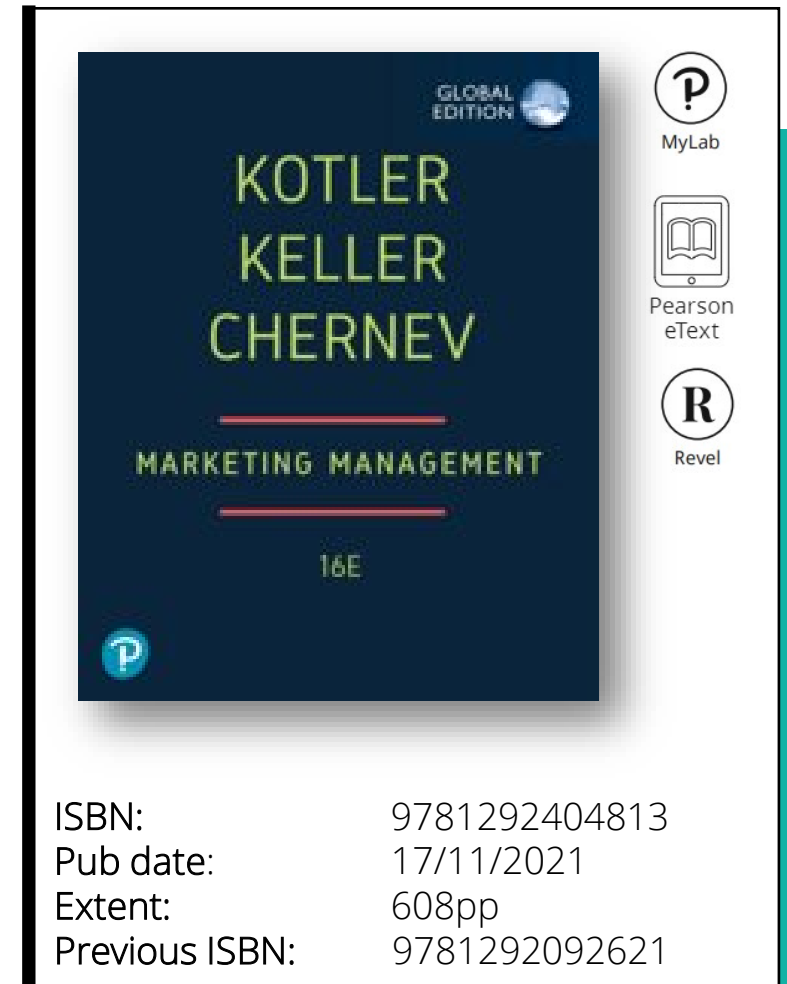 GLOBAL
EDITION
KOTLER
KELLER
CHERNEV
MARKETING MANAGEMENT
16E
P
P
MyLab
Pearson
eText
R
Revel
ISBN: 9781292404813
Pub date: 17/11/2021
Extent: 608pp
Previous ISBN: 9781292092621